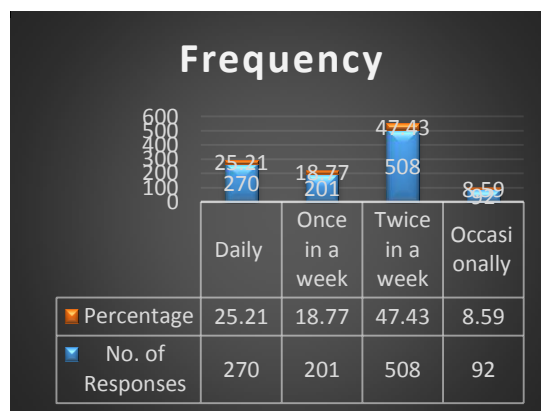 Frequency
600
500
400
300
200
100
0
25.21
18.77
47.43
8.59
270
201
508
92
Daily
Once
in a
week
Twice
in a
week
Occasi
onally
Percentage 25.21 18.77 47.43 8.59
No. of
Responses 270 201 508 92